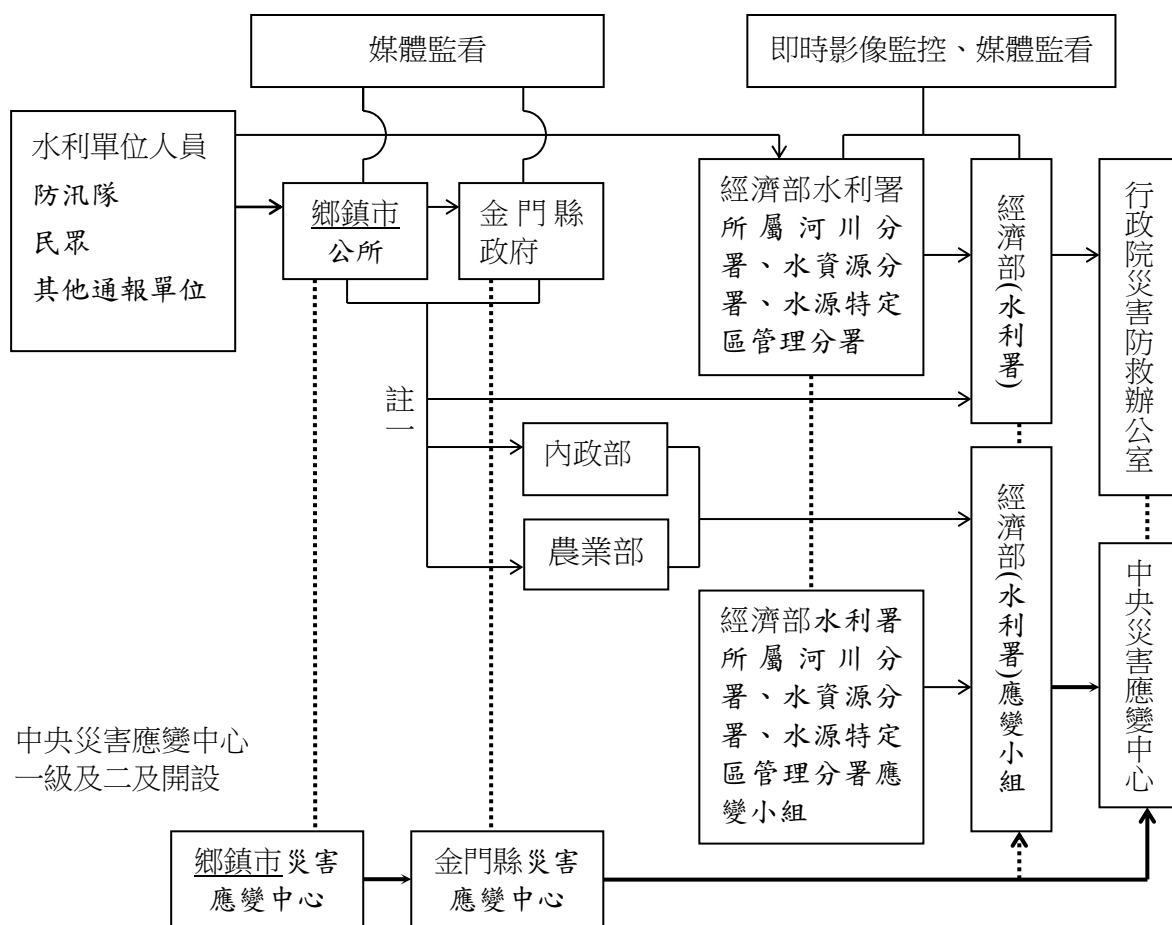 媒體監看
即時影像監控、媒體監看
水利單位人員
防汛隊
民眾
其他通報單位
鄉鎮市
公所
金門縣
政府
經濟部水利署
所屬河川分
署、水資源分
署、水源特定
區管理分署
經濟部(水利署)
行政院災害防救辦公室
註一
內政部
農業部
經濟部水利署
所屬河川分
署、水資源分
署、水源特定
區管理分署應
變小組
經濟部(水利署)應變小組
中央災害應變中心
中央災害應變中心
一級及二及開設
鄉鎮市災害
應變中心
金門縣災害
應變中心